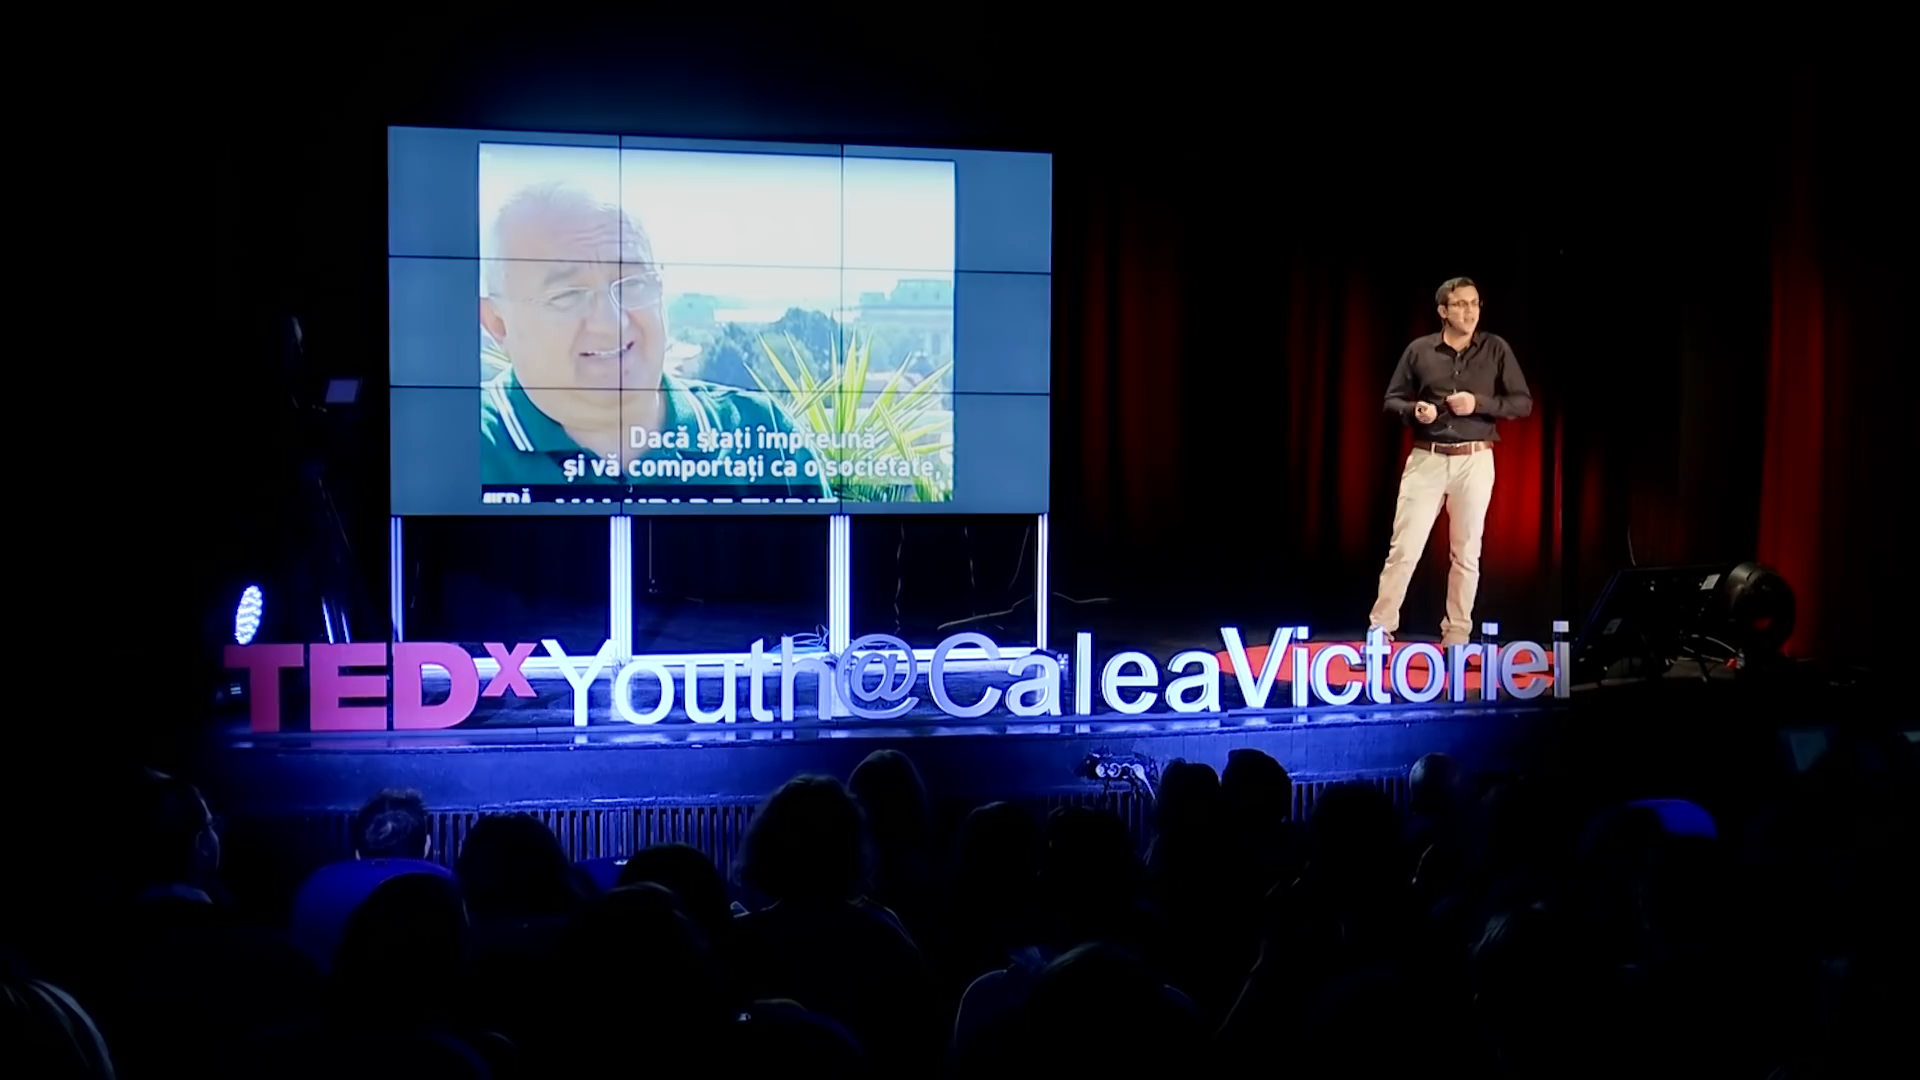 Dacă stați împreună
și vă comportați ca o societate,
TEDxYouth@CaleaVictoriei